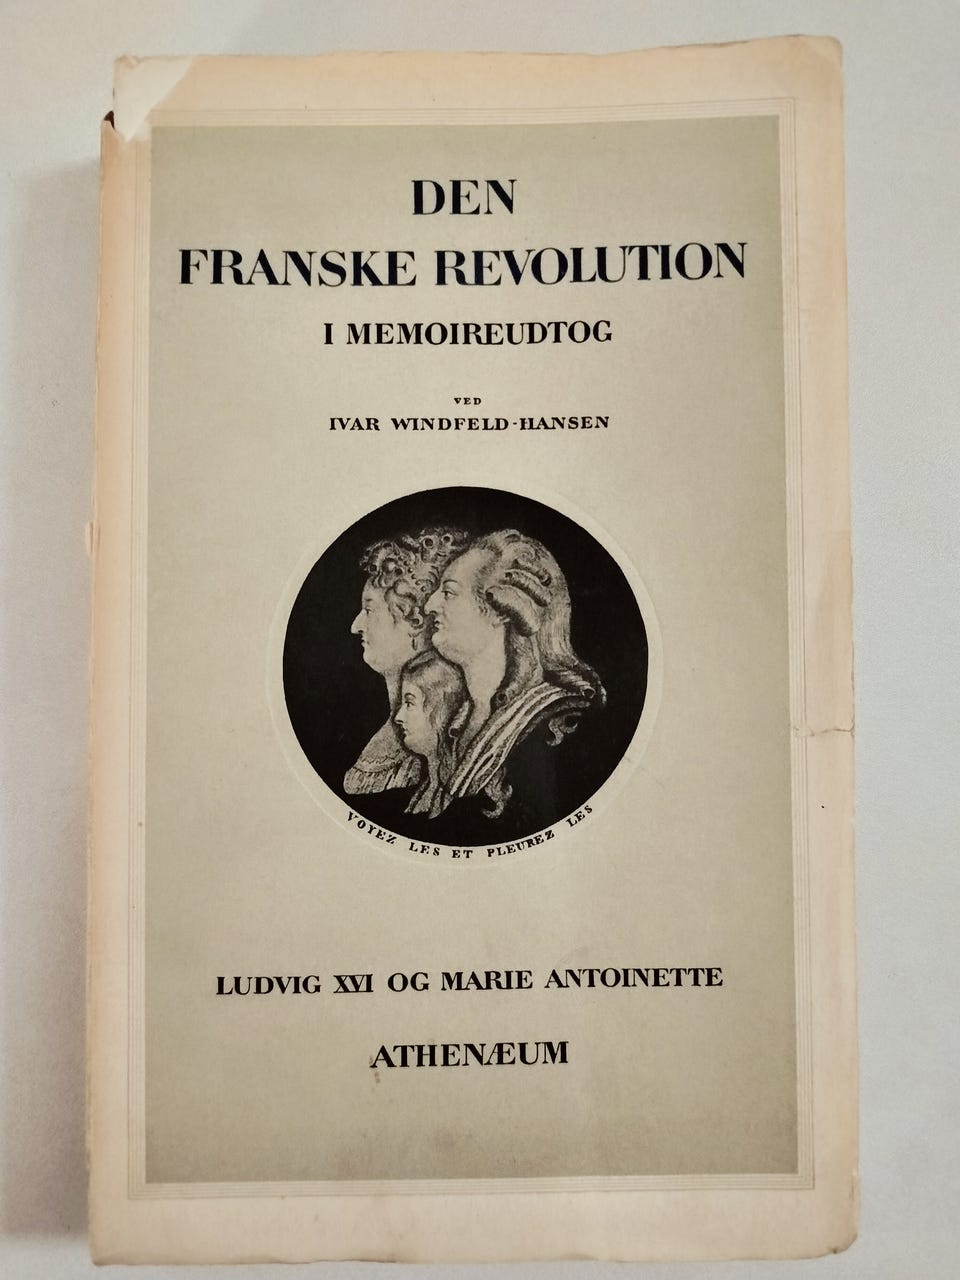 DEN
FRANSKE REVOLUTION
I MEMOIREUDTOG
VED
IVAR WINDFELD-HANSEN
VOYEZ LES ET PLEUREZ LES
LUDVIG XVI OG MARIE ANTOINETTE
ATHENÆUM